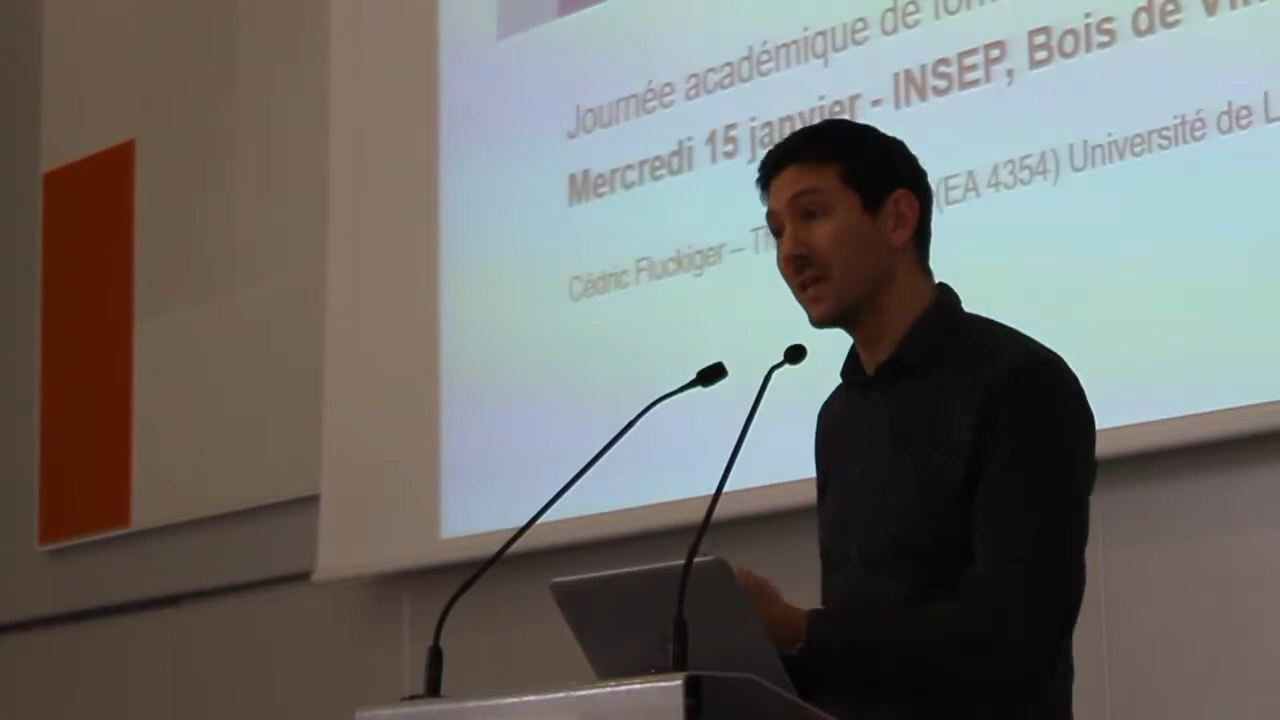 Journée académique de
Mercredi 15 janvier - INSEP, Bois de
Cédric Fluckiger – (EA 4354) Université de